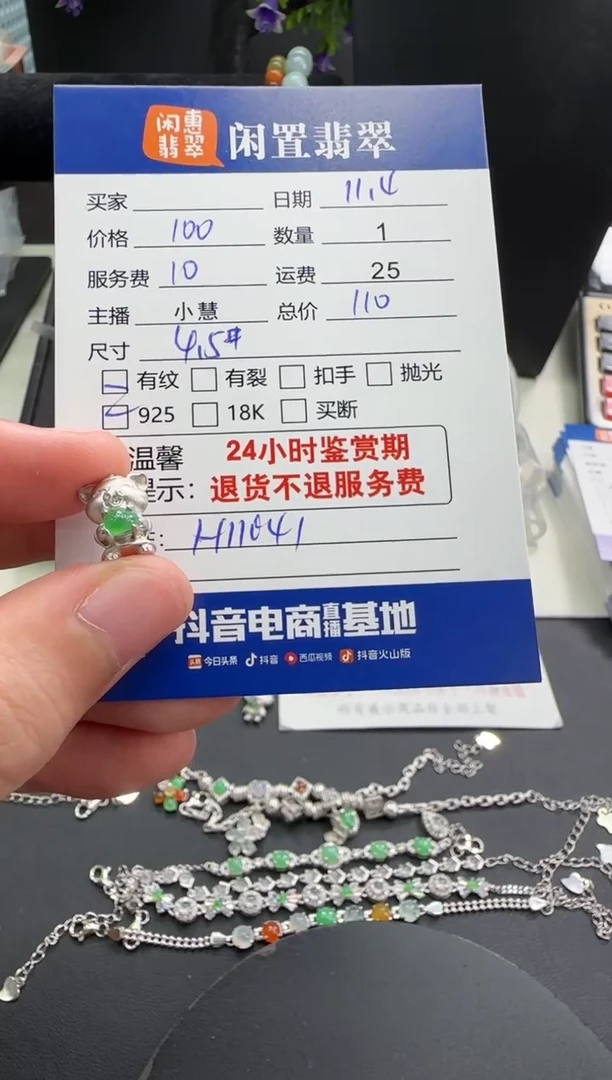 闲惠翡翠 闲置翡翠
买家 日期 11.4
价格 100 数量 1
服务费 10 运费 25
主播 小慧 总价 110
尺寸 4.5#
有纹 有裂 扣手 抛光
925 18K 买断
温馨 24小时鉴赏期
提示: 退货不退服务费
: H11041
抖音电商直播基地
头条 今日头条 抖音 西瓜视频 抖音火山版